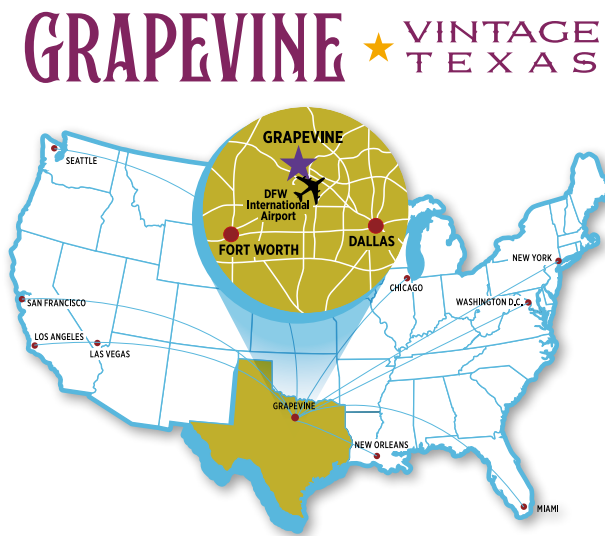 GRAPEVINE
VINTAGE
TEXAS
GRAPEVINE
DFW
International
Airport
FORT WORTH
DALLAS
SEATTLE
NEW YORK
CHICAGO
WASHINGTON D.C.
SAN FRANCISCO
LOS ANGELES
LAS VEGAS
GRAPEVINE
NEW ORLEANS
MIAMI